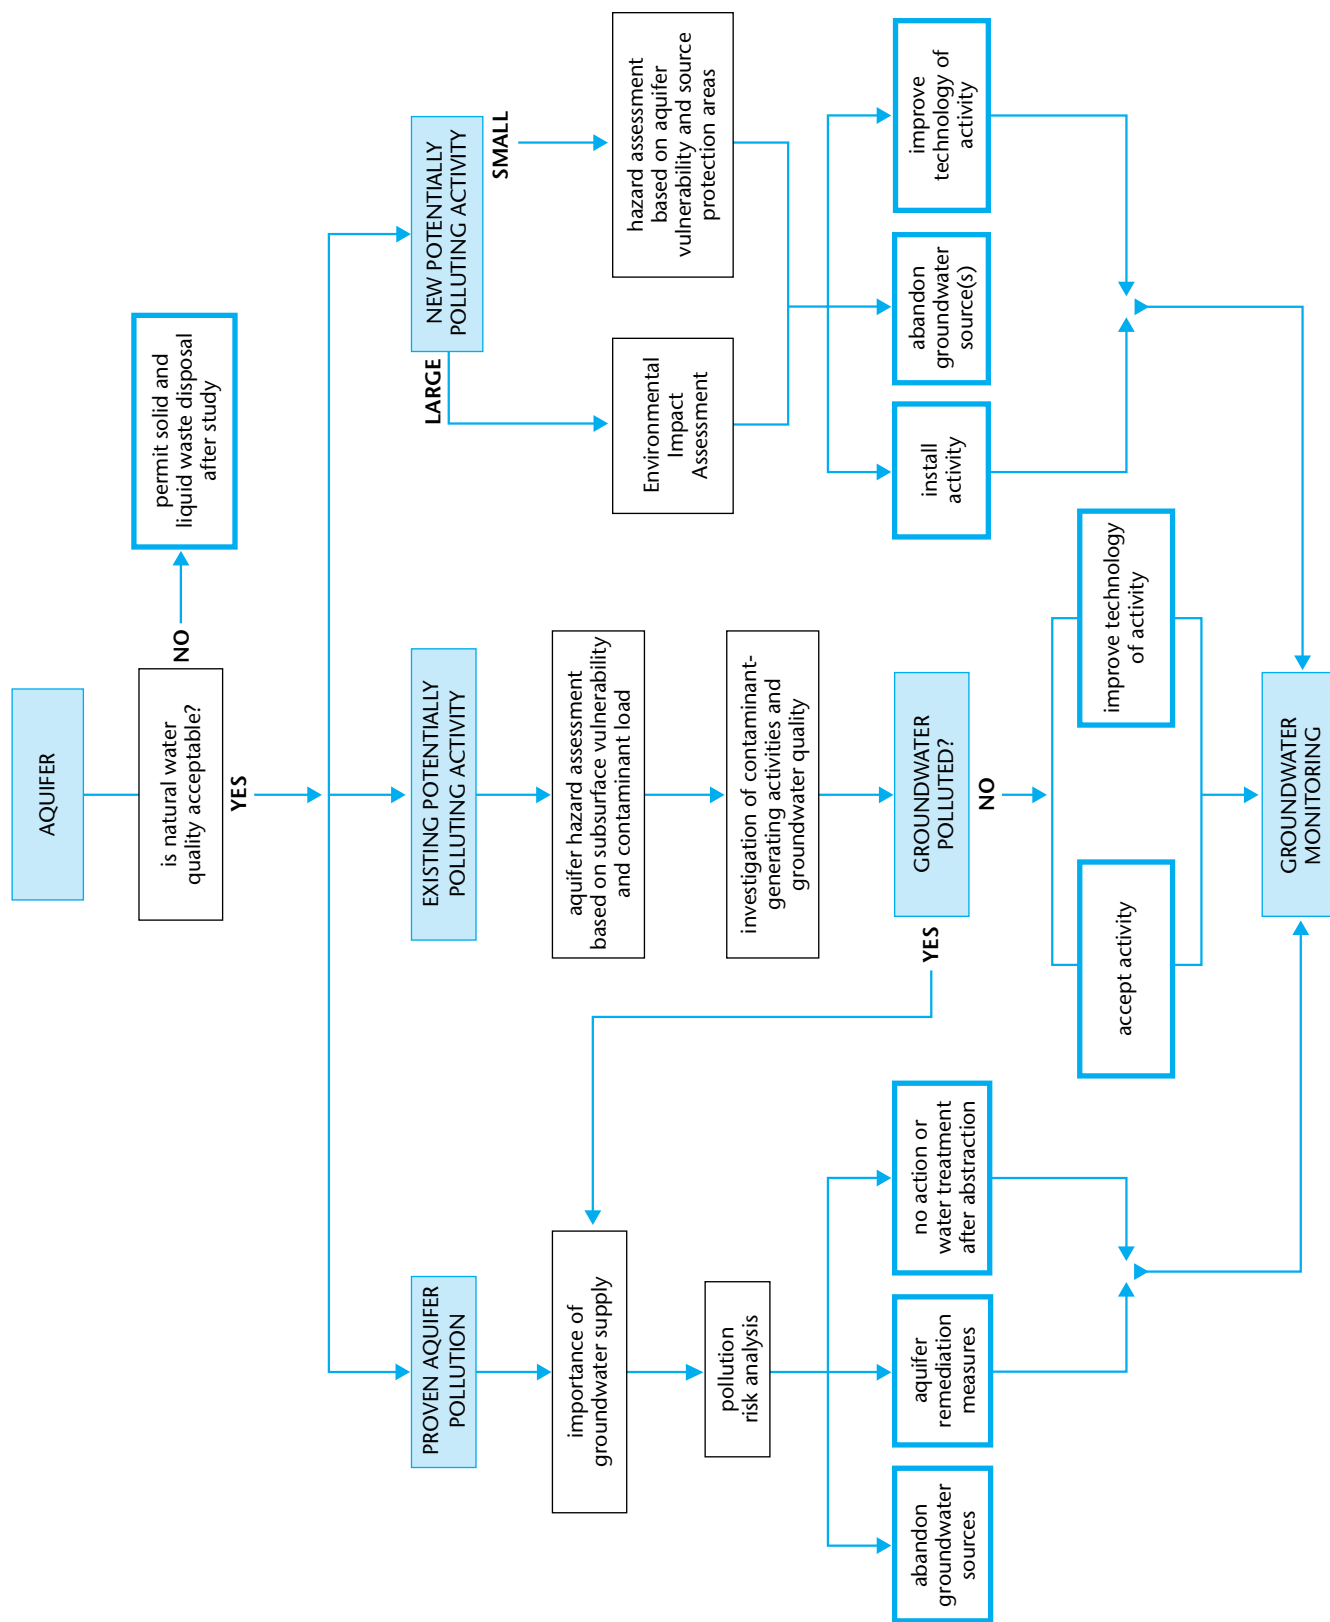 AQUIFER
is natural water
quality acceptable?
NO
permit solid and
liquid waste disposal
after study
YES
PROVEN AQUIFER
POLLUTION
EXISTING POTENTIALLY
POLLUTING ACTIVITY
NEW POTENTIALLY
POLLUTING ACTIVITY
LARGE
SMALL
importance of
groundwater supply
aquifer hazard assessment
based on subsurface vulnerability
and contaminant load
Environmental
Impact
Assessment
hazard assessment
based on aquifer
vulnerability and source
protection areas
pollution
risk analysis
investigation of contaminant-
generating activities and
groundwater quality
abandon
groundwater
sources
aquifer
remediation
measures
no action or
water treatment
after abstraction
YES
GROUNDWATER
POLLUTED?
NO
install
activity
abandon
groundwater
source(s)
improve
technology of
activity
accept activity
improve technology
of activity
GROUNDWATER
MONITORING